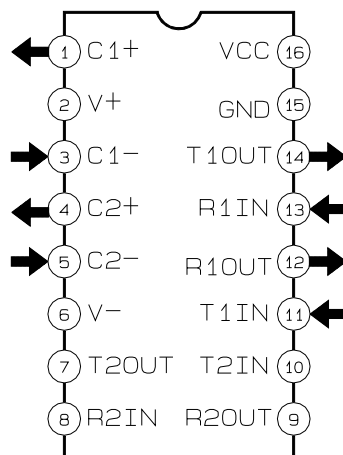 1 C1+ VCC 16
2 V+ GND 15
3 C1- T1OUT 14
4 C2+ R1IN 13
5 C2- R1OUT 12
6 V- T1IN 11
7 T2OUT T2IN 10
8 R2IN R2OUT 9